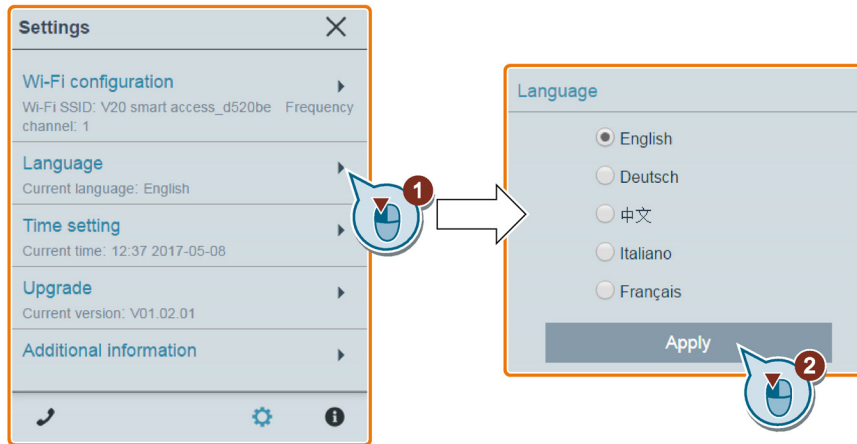 Settings
Wi-Fi configuration
Wi-Fi SSID: V20 smart access_d520be Frequency
channel: 1
Language
Current language: English
Time setting
Current time: 12:37 2017-05-08
Upgrade
Current version: V01.02.01
Additional information
1
Language
English
Deutsch
中文
Italiano
Français
Apply
2